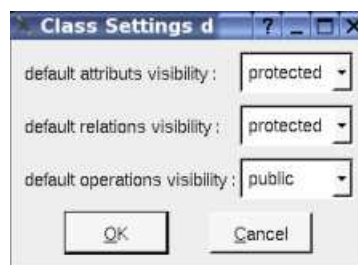 Class Settings d ? _ X
default attributs visibility : protected
default relations visibility : protected
default operations visibility : public
OK Cancel